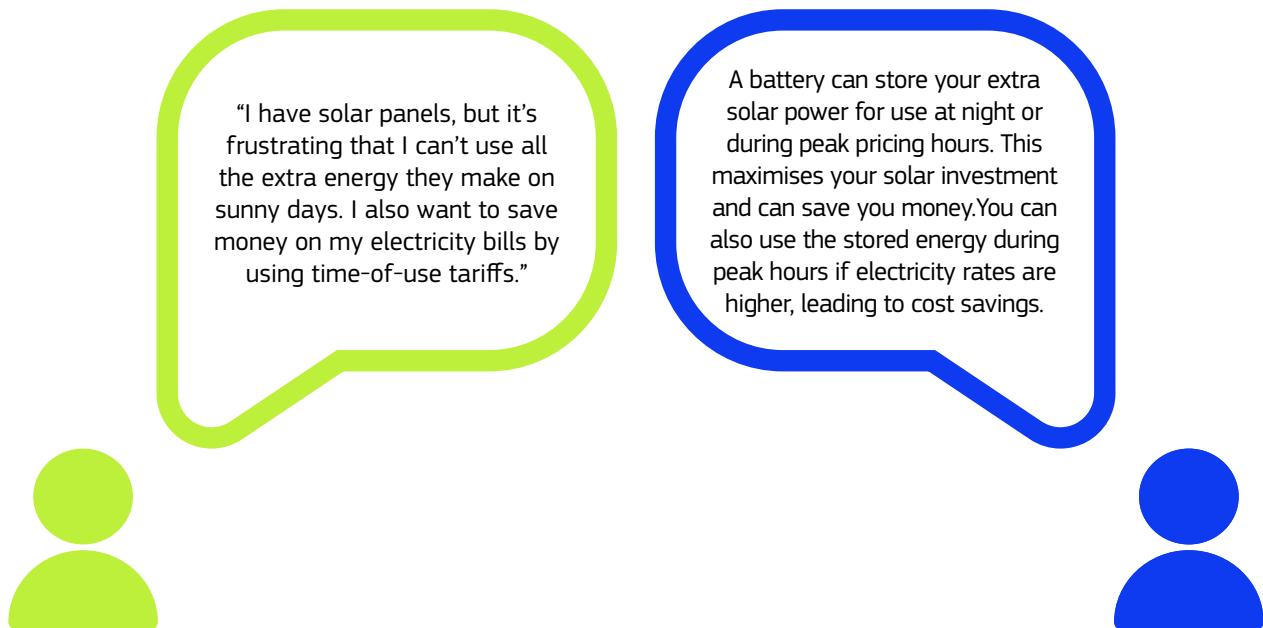 “I have solar panels, but it’s
frustrating that I can’t use all
the extra energy they make on
sunny days. I also want to save
money on my electricity bills by
using time-of-use tariffs.”
A battery can store your extra
solar power for use at night or
during peak pricing hours. This
maximises your solar investment
and can save you money.You can
also use the stored energy during
peak hours if electricity rates are
higher, leading to cost savings.